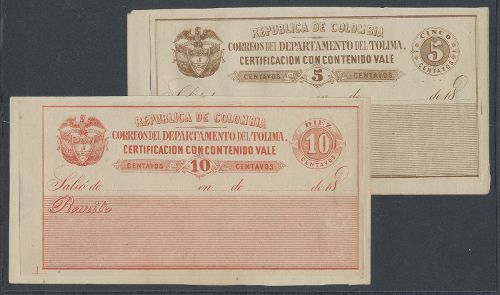 REPUBLICA DE COLOMBIA
CORREOS DEL DEPARTAMENTO DEL TOLIMA.
CERTIFICACION CON CONTENIDO VALE
CENTAVOS 5 CENTAVOS
CINCO
5
CENTAVOS
en de de 18
REPUBLICA DE COLOMBIA
CORREOS DEL DEPARTAMENTO DEL TOLIMA.
CERTIFICACION CON CONTENIDO VALE
CENTAVOS 10 CENTAVOS
DIEZ
10
CENTAVOS
Salió de en de de 18
Remite